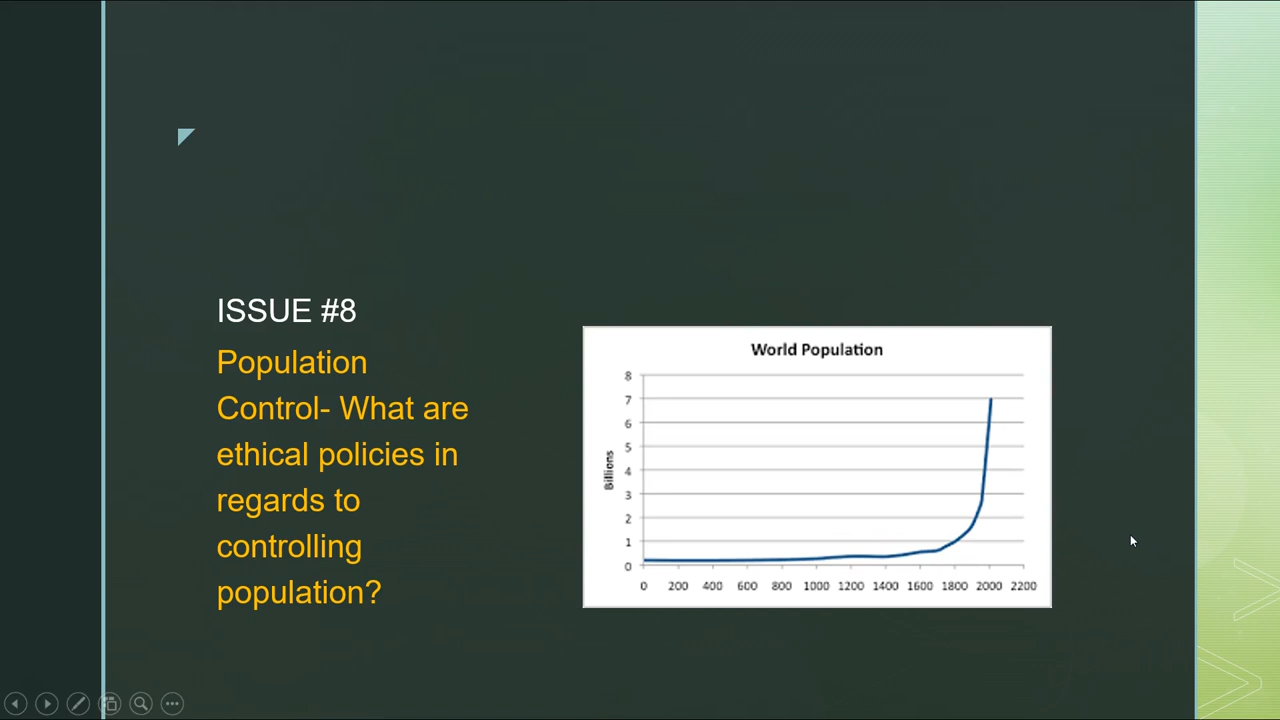 ISSUE #8
Population
Control- What are
ethical policies in
regards to
controlling
population?
World Population
8
7
6
5
4
3
2
1
0
Billions
0 200 400 600 800 1000 1200 1400 1600 1800 2000 2200